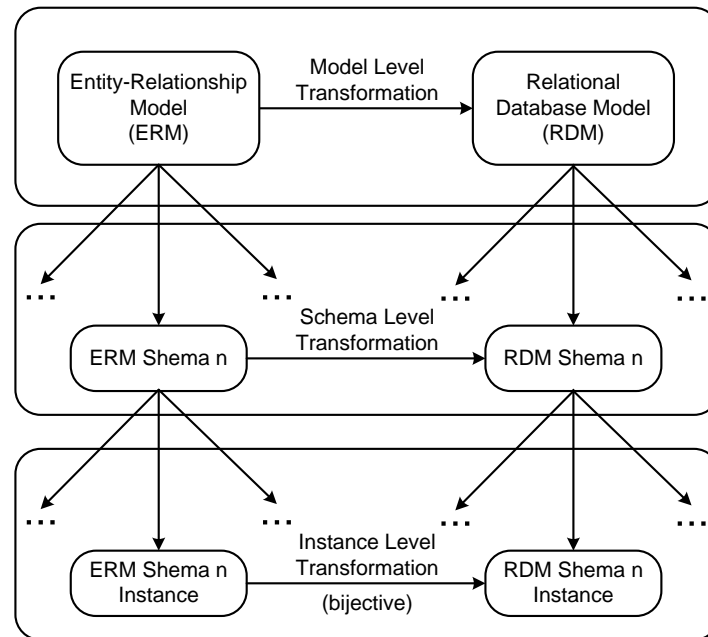 Entity-Relationship
Model
(ERM)
Model Level
Transformation
Relational
Database Model
(RDM)
...
...
...
...
Schema Level
Transformation
ERM Shema n
RDM Shema n
...
...
...
...
Instance Level
Transformation
(bijective)
ERM Shema n
Instance
RDM Shema n
Instance